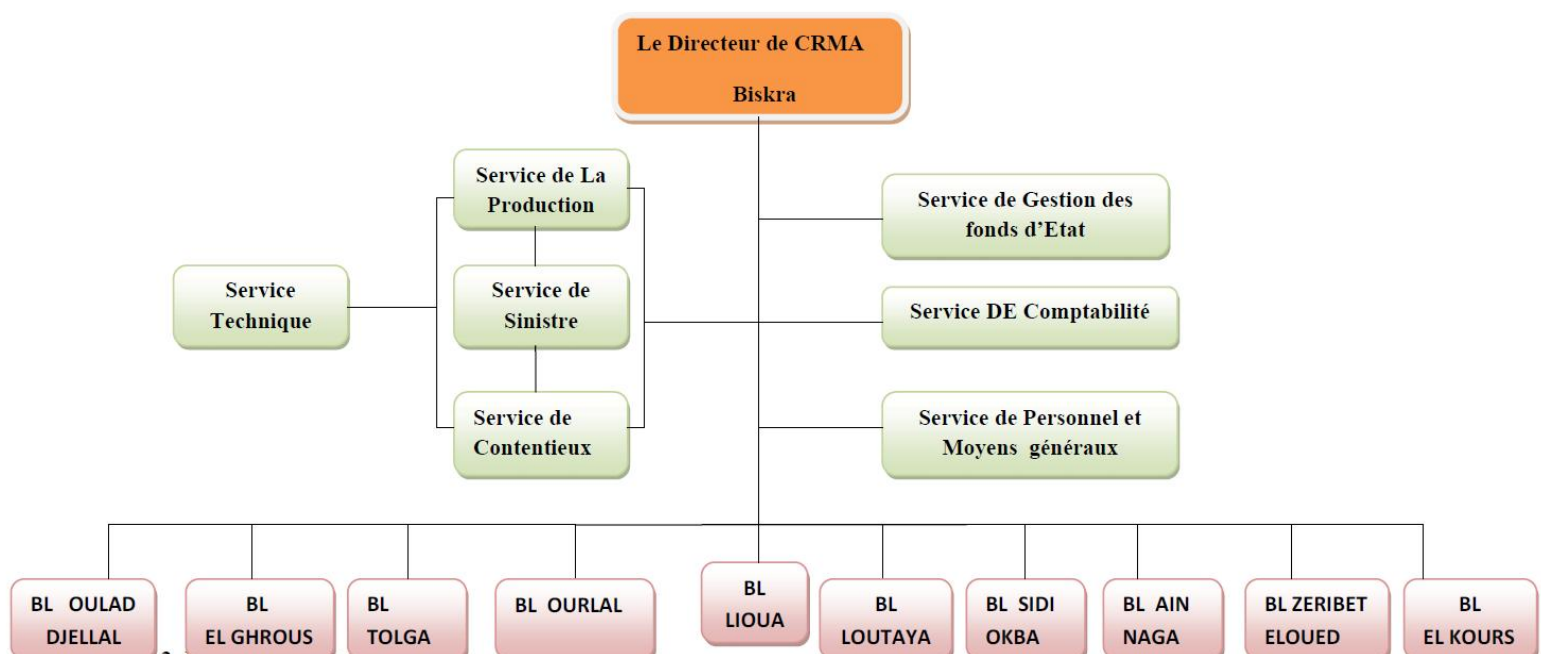 Le Directeur de CRMA
Biskra
Service de La
Production
Service de Gestion des
fonds d’Etat
Service
Technique
Service de
Sinistre
Service DE Comptabilité
Service de
Contentieux
Service de Personnel et
Moyens généraux
BL OULAD
DJELLAL
BL
EL GHROUS
BL
TOLGA
BL OURLAL
BL
LIOUA
BL
LOUTAYA
BL SIDI
OKBA
BL AIN
NAGA
BL ZERIBET
ELOUED
BL
EL KOURS